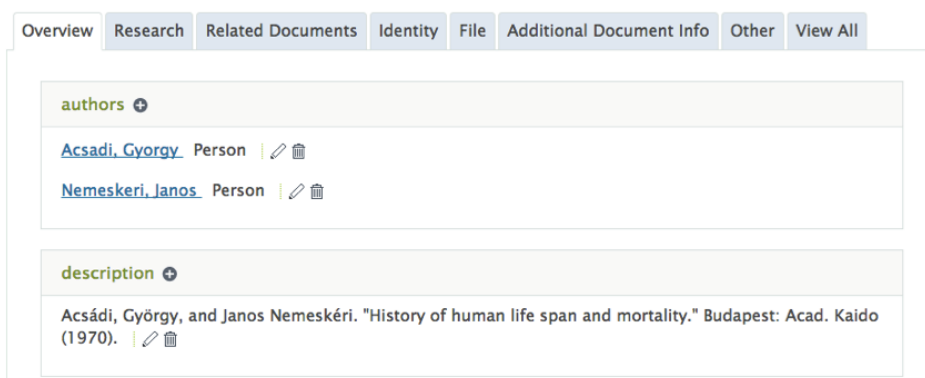 Overview Research Related Documents Identity File Additional Document Info Other View All
authors
Acsadi, Gyorgy Person
Nemeskeri, Janos Person
description
Acsádi, György, and Janos Nemeskéri. "History of human life span and mortality." Budapest: Acad. Kaido
(1970).